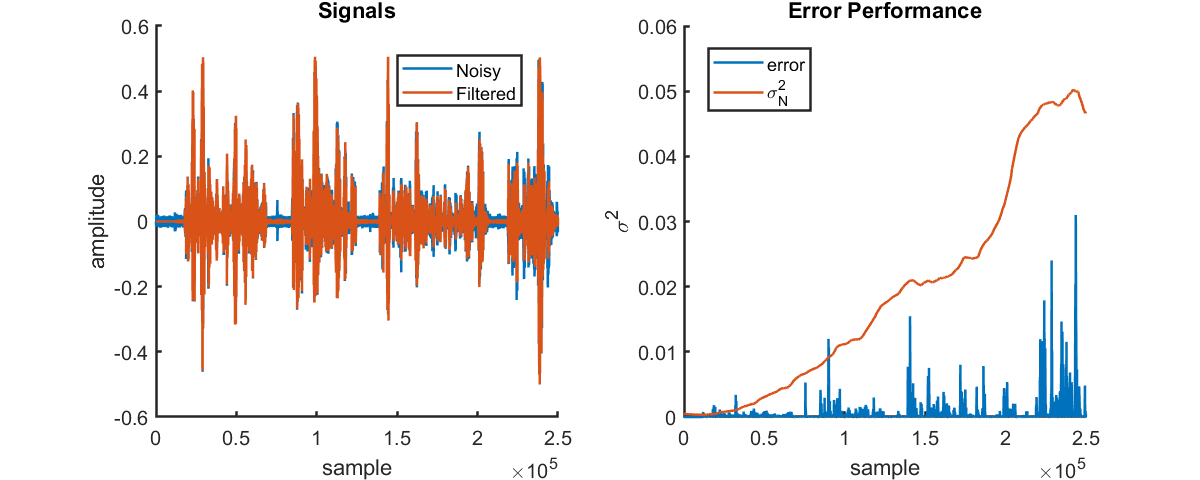 Signals
0.6
0.4
0.2
0
-0.2
-0.4
-0.6
amplitude
Noisy
Filtered
0 0.5 1 1.5 2 2.5
sample
×10^5
Error Performance
0.06
0.05
0.04
0.03
0.02
0.01
0
σ^2
error
σ_N^2
0 0.5 1 1.5 2 2.5
sample
×10^5